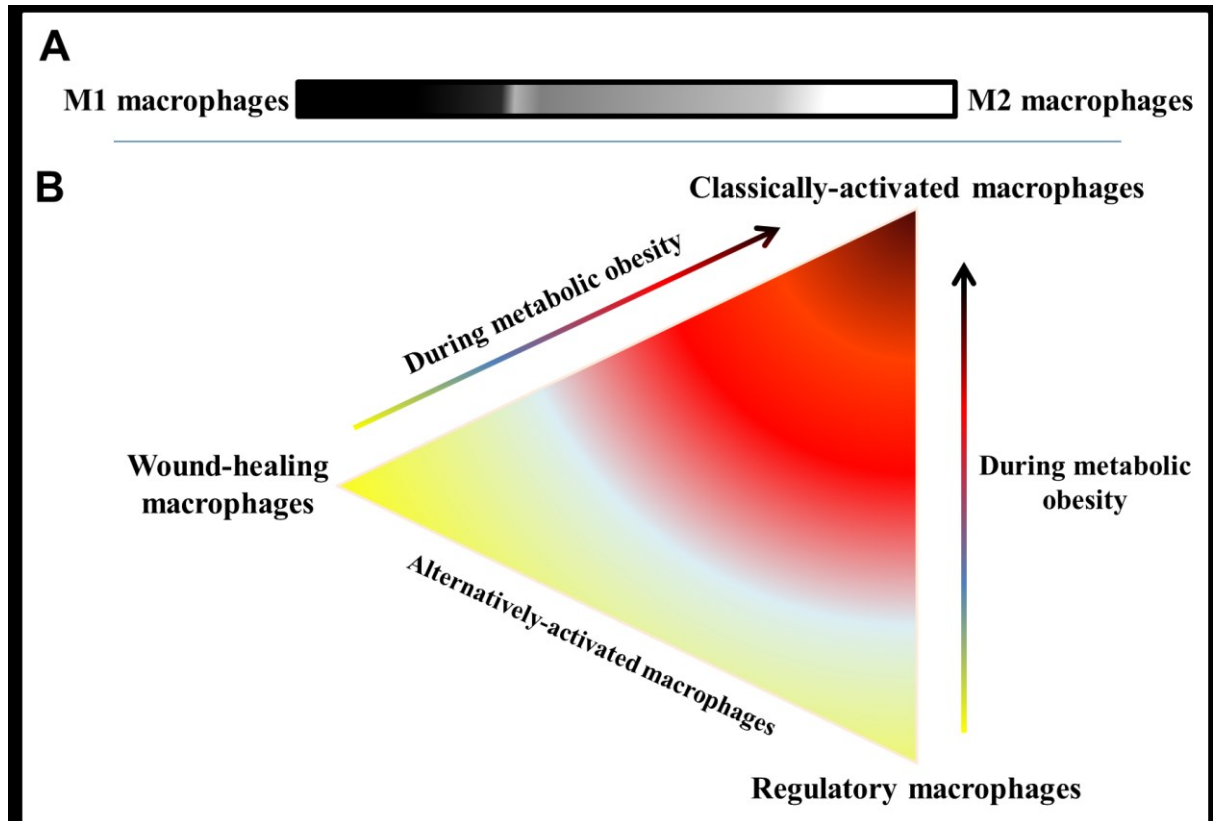 A
M1 macrophages
M2 macrophages
B
Classically-activated macrophages
During metabolic obesity
Wound-healing
macrophages
During metabolic
obesity
Alternatively-activated macrophages
Regulatory macrophages